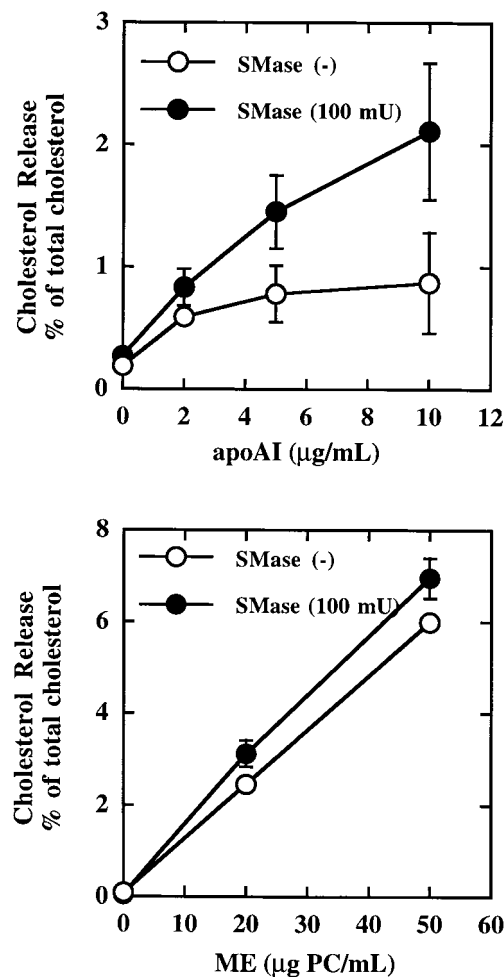 3
SMase (-)
SMase (100 mU)
2
1
0
Cholesterol Release
% of total cholesterol
0 2 4 6 8 10 12
apoAI (μg/mL)
8
SMase (-)
SMase (100 mU)
6
4
2
0
Cholesterol Release
% of total cholesterol
0 10 20 30 40 50 60
ME (μg PC/mL)